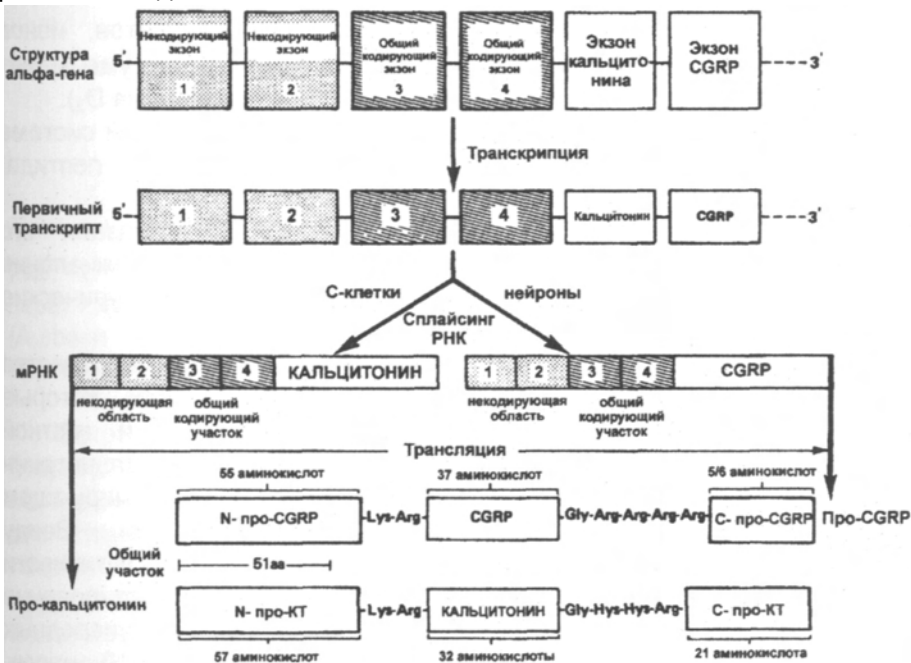 Структура
альфа-гена
5'
Некодирующий
экзон
1
Некодирующий
экзон
2
Общий
кодирующий
экзон
3
Общий
кодирующий
экзон
4
Экзон
кальцито
нина
Экзон
CGRP
3'
Транскрипция
Первичный
транскрипт
5'
1
2
3
4
Кальцитонин
CGRP
3'
С-клетки
нейроны
Сплайсинг
РНК
мРНК
1
2
3
4
КАЛЬЦИТОНИН
1
2
3
4
CGRP
некодирующая
область
общий
кодирующий
участок
некодирующая
область
общий
кодирующий
участок
Трансляция
55 аминокислот
37 аминокислот
5/6 аминокислот
N- про-CGRP
-Lys-Arg-
CGRP
-Gly-Arg-Arg-Arg-Arg-
С- про-CGRP
Про-CGRP
Общий
участок
51аа
Про-кальцитонин
N- про-КТ
-Lys-Arg-
КАЛЬЦИТОНИН
-Gly-Hys-Hys-Arg-
С- про-КТ
57 аминокислот
32 аминокислоты
21 аминокислота